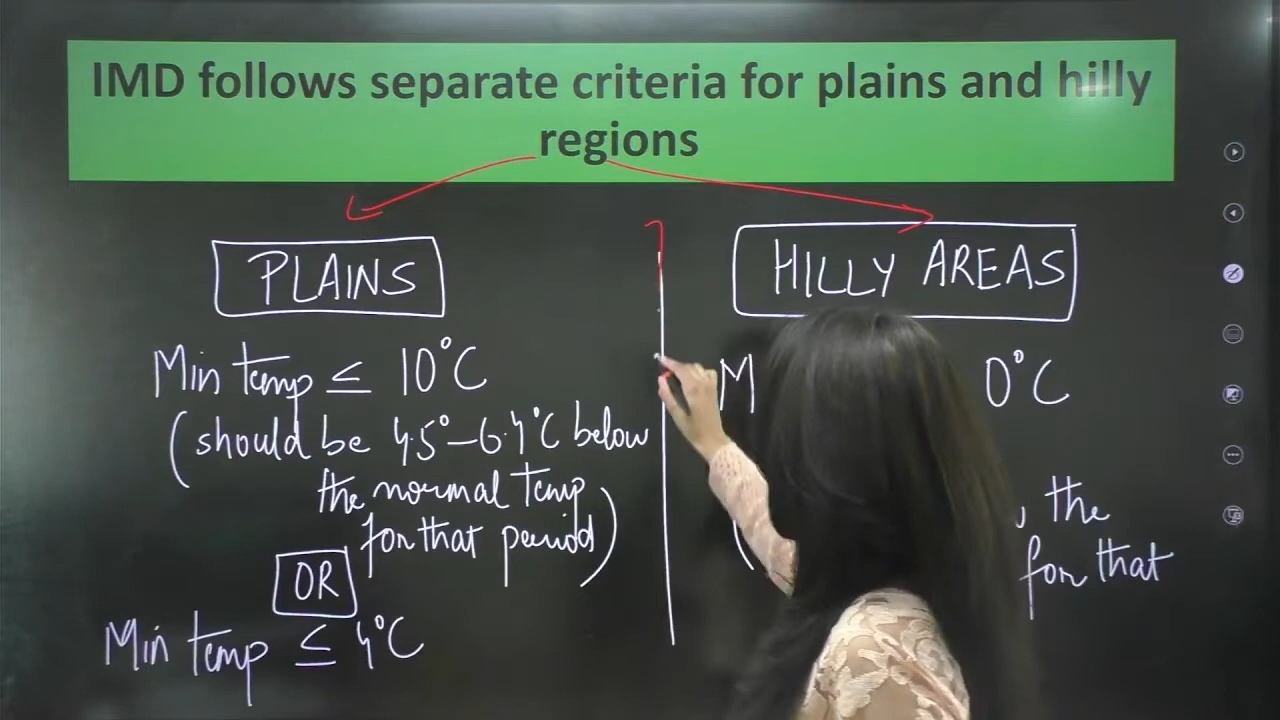 IMD follows separate criteria for plains and hilly
regions
PLAINS
Min temp ≤ 10°C
(should be 4.5°–6.4°C below
the normal temp
for that period)
OR
Min temp ≤ 4°C
HILLY AREAS
M 0°C
( , the
for that